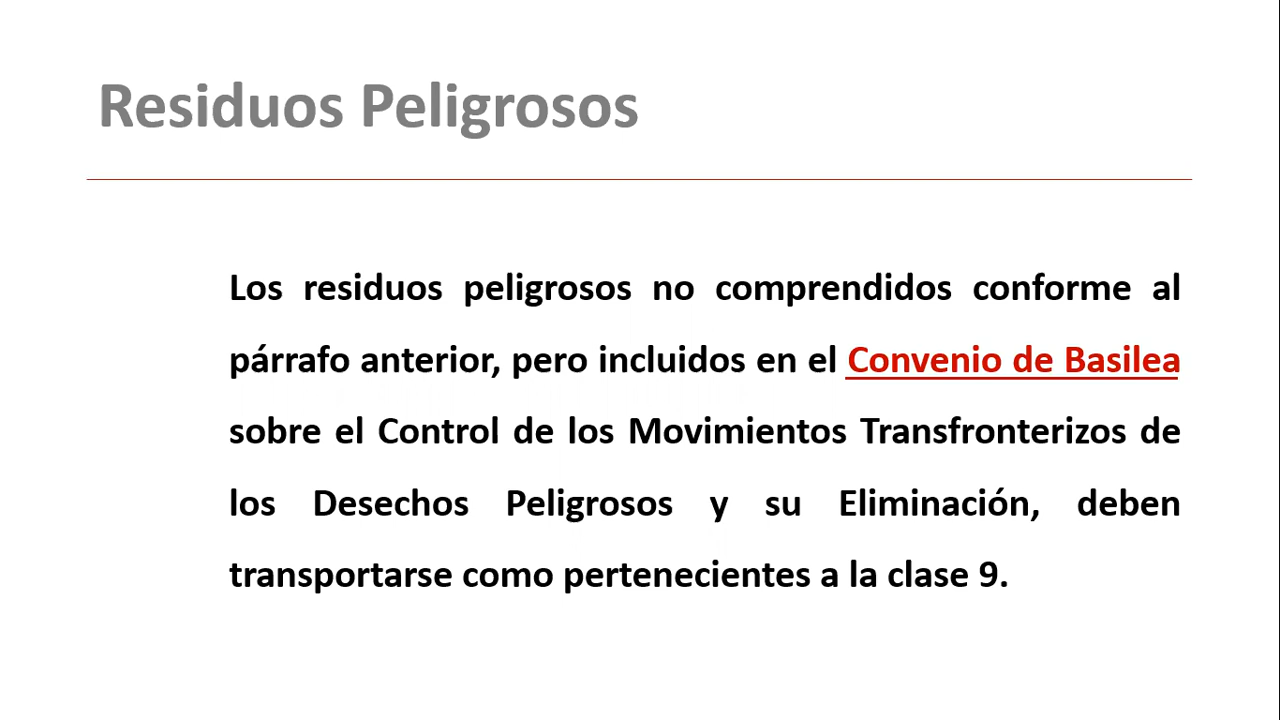 Residuos Peligrosos
Los residuos peligrosos no comprendidos conforme al
párrafo anterior, pero incluidos en el Convenio de Basilea
sobre el Control de los Movimientos Transfronterizos de
los Desechos Peligrosos y su Eliminación, deben
transportarse como pertenecientes a la clase 9.